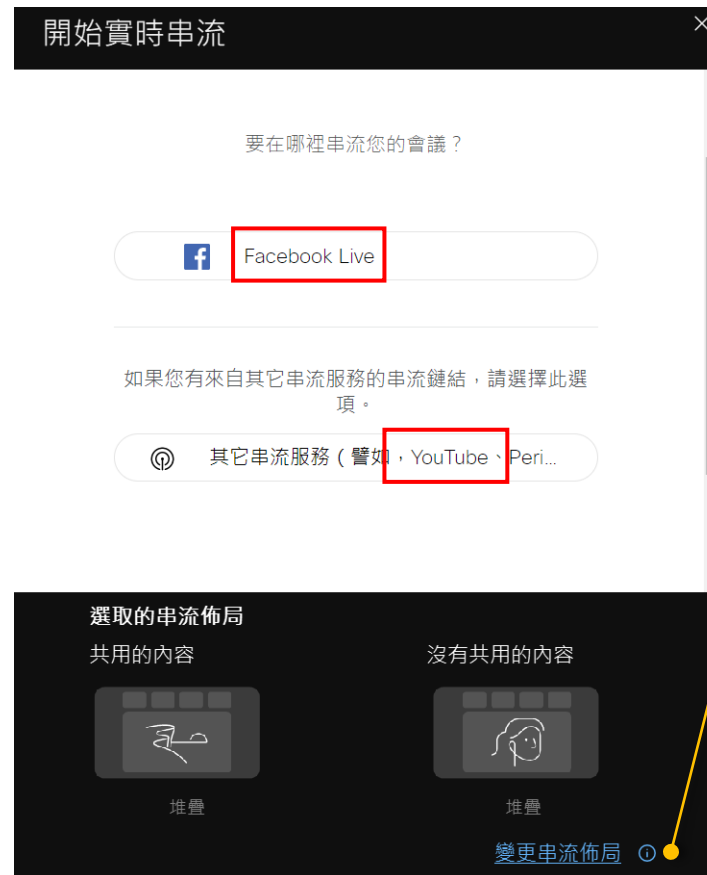 開始實時串流
要在哪裡串流您的會議？
Facebook Live
如果您有來自其它串流服務的串流鏈結，請選擇此選
項。
其它串流服務 ( 譬如，YouTube、Peri...
選取的串流佈局
共用的內容
沒有共用的內容
堆疊
堆疊
變更串流佈局